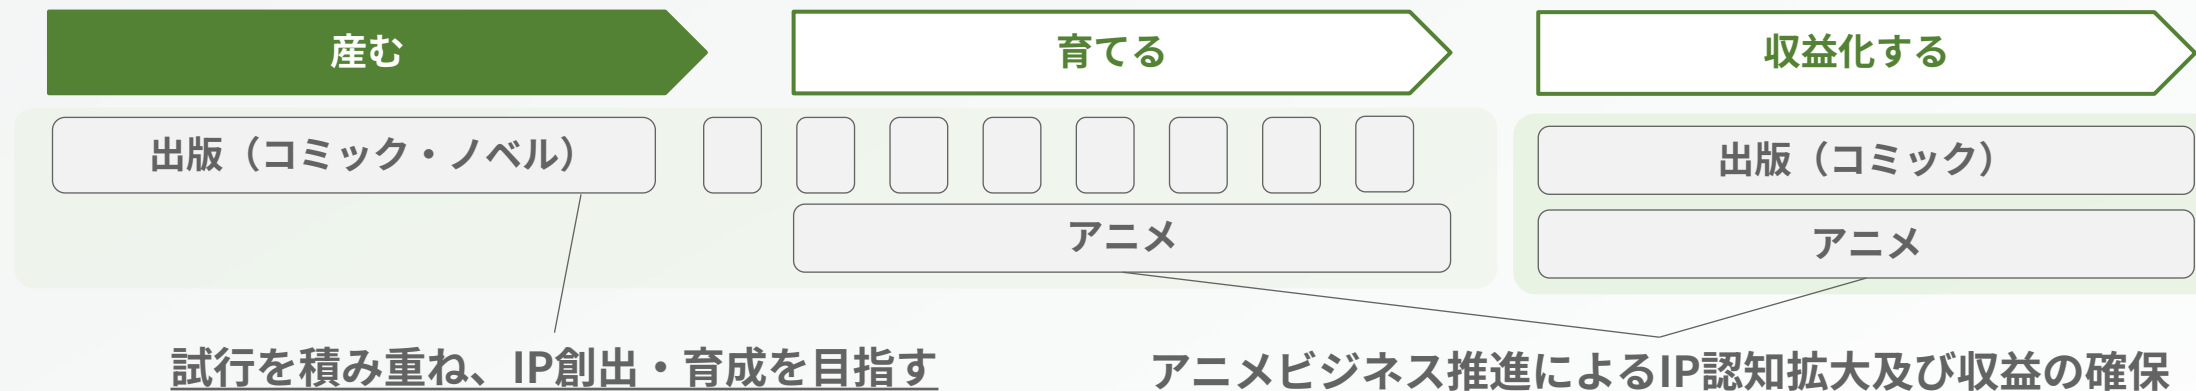 産む
育てる
収益化する
出版（コミック・ノベル）
出版（コミック）
アニメ
アニメ
試行を積み重ね、IP創出・育成を目指す
アニメビジネス推進によるIP認知拡大及び収益の確保